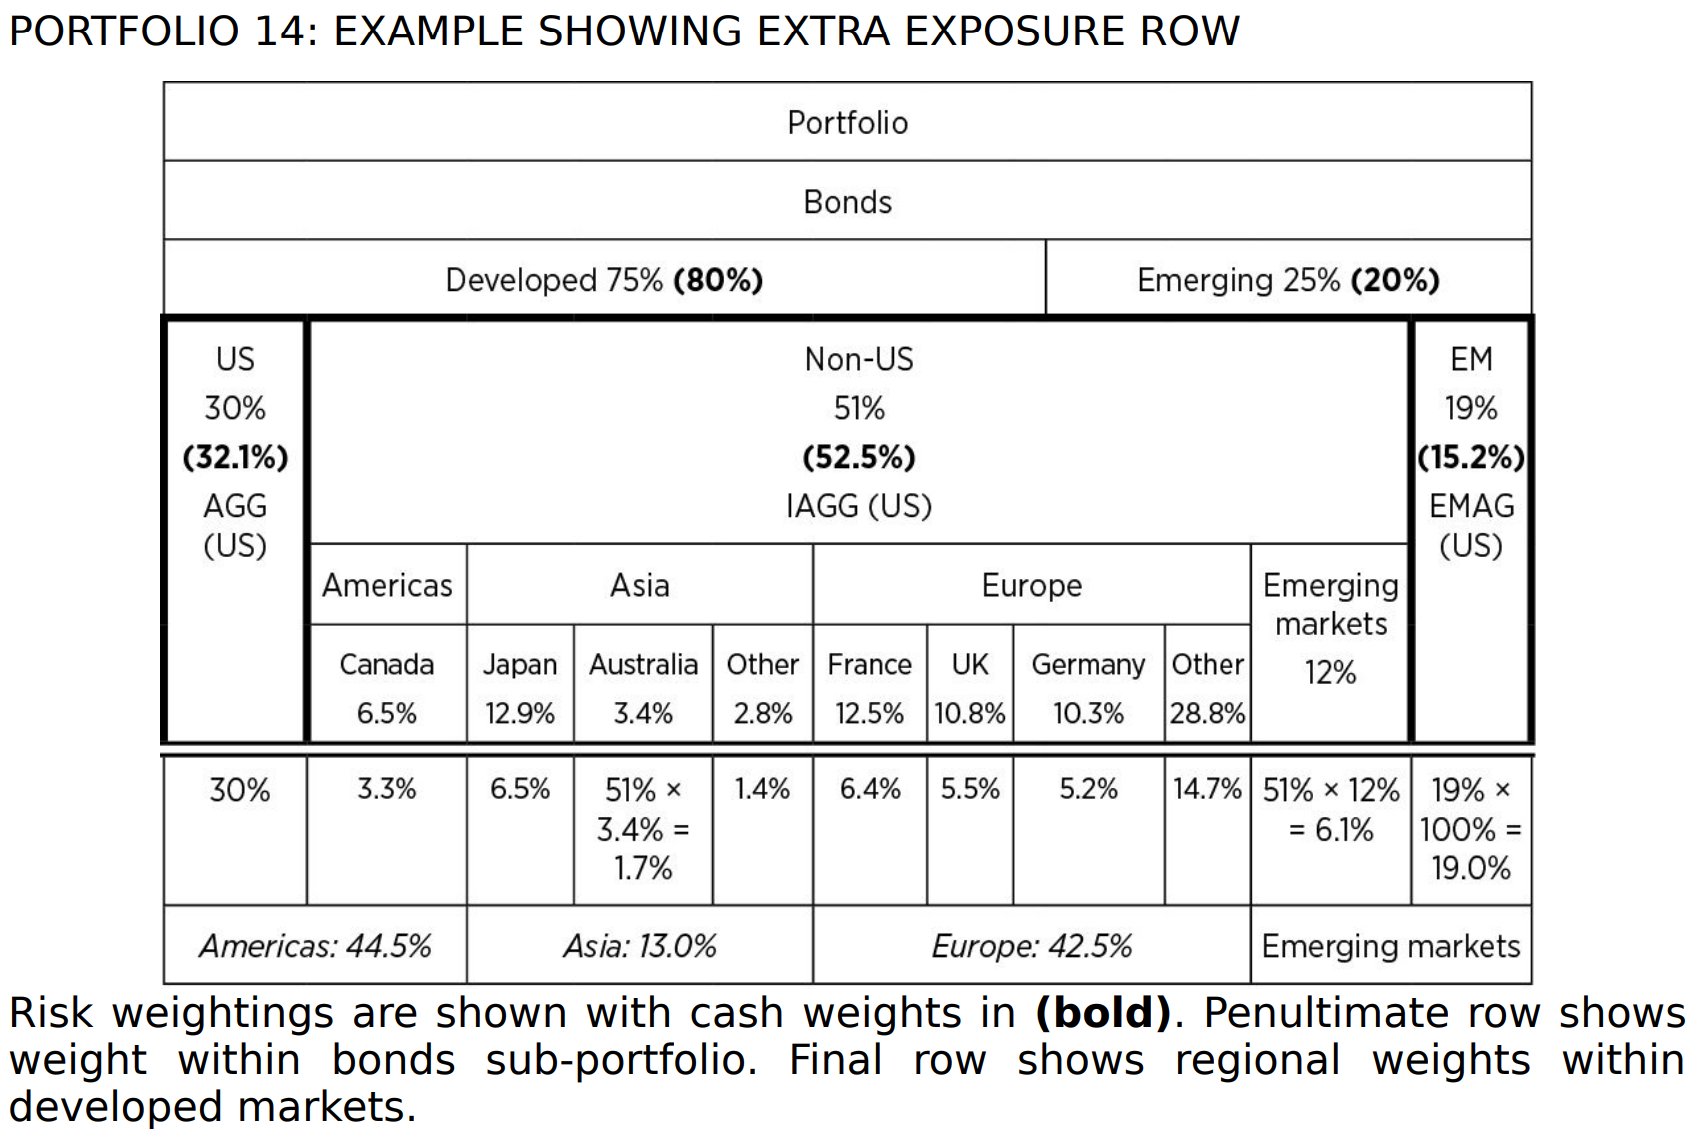 PORTFOLIO 14: EXAMPLE SHOWING EXTRA EXPOSURE ROW
Portfolio
Bonds
Developed 75% (80%)
Emerging 25% (20%)
US
30%
(32.1%)
AGG
(US)
Non-US
51%
(52.5%)
IAGG (US)
EM
19%
(15.2%)
EMAG
(US)
Americas
Asia
Europe
Emerging
markets
12%
Canada
6.5%
Japan
12.9%
Australia
3.4%
Other
2.8%
France
12.5%
UK
10.8%
Germany
10.3%
Other
28.8%
30%
3.3%
6.5%
51% ×
3.4% =
1.7%
1.4%
6.4%
5.5%
5.2%
14.7%
51% × 12%
= 6.1%
19% ×
100% =
19.0%
Americas: 44.5%
Asia: 13.0%
Europe: 42.5%
Emerging markets
Risk weightings are shown with cash weights in (bold). Penultimate row shows
weight within bonds sub-portfolio. Final row shows regional weights within
developed markets.